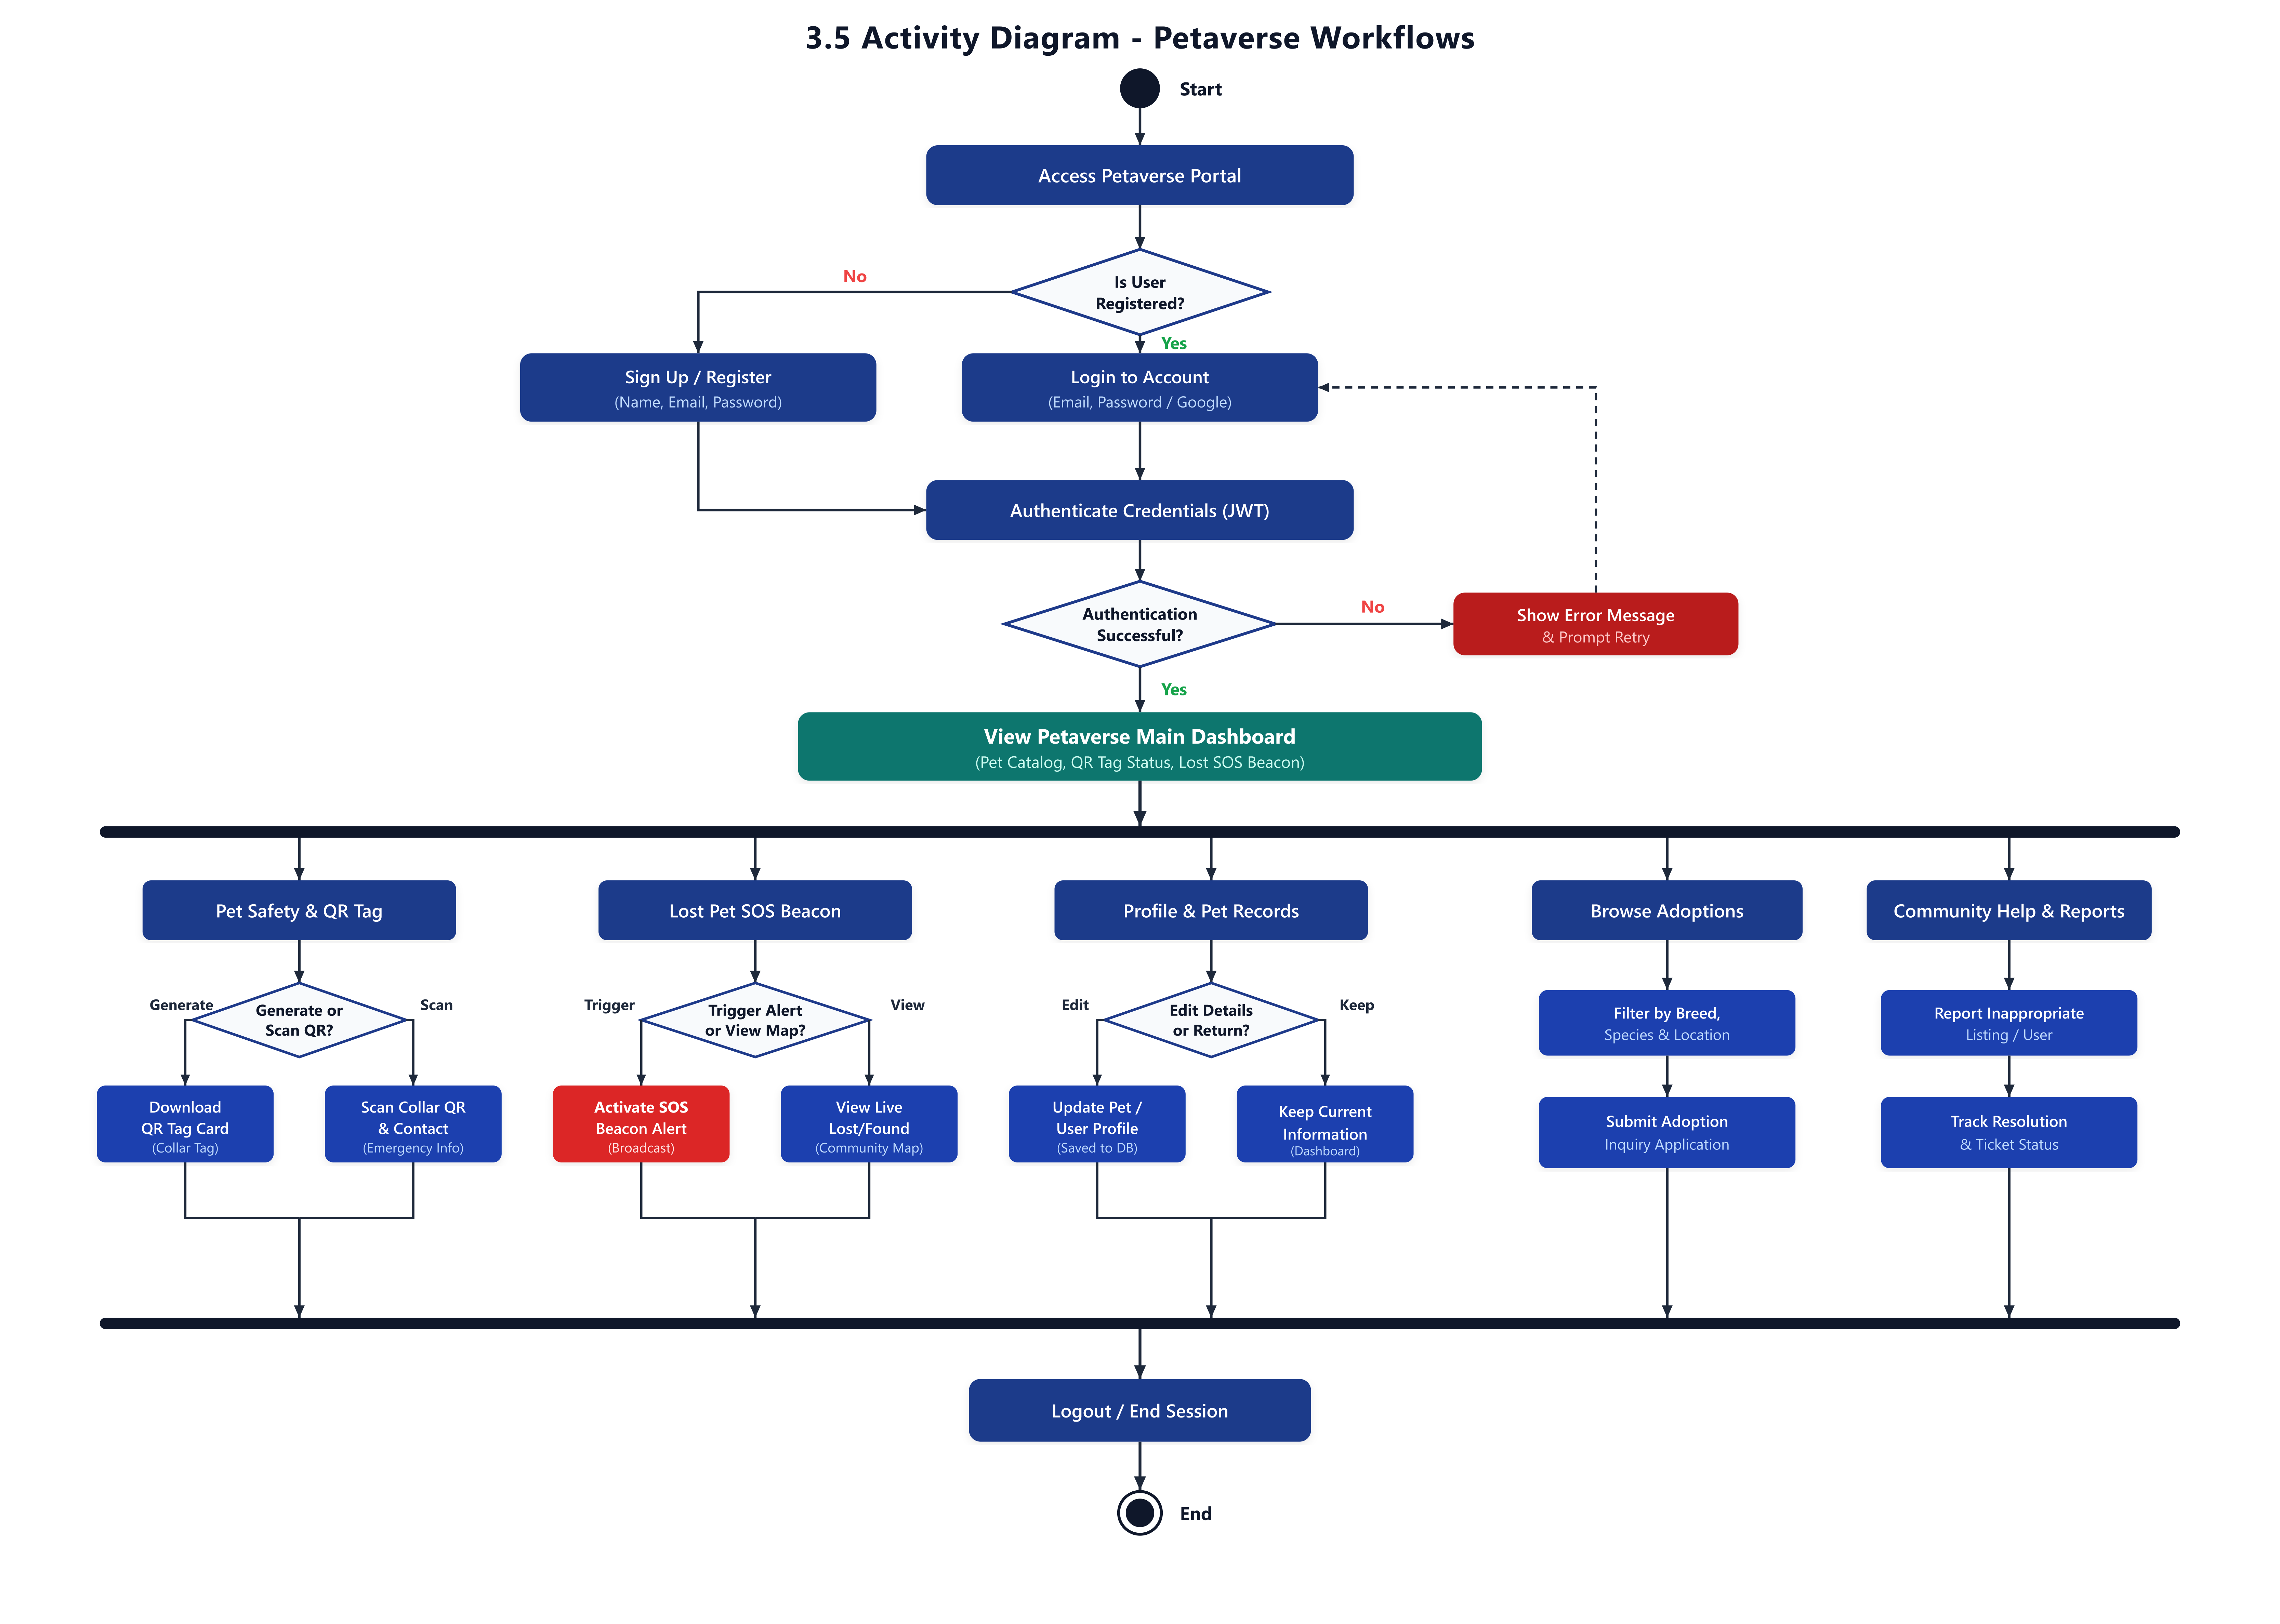 3.5 Activity Diagram - Petaverse Workflows
Start
Access Petaverse Portal
Is User
Registered?
No
Yes
Sign Up / Register
(Name, Email, Password)
Login to Account
(Email, Password / Google)
Authenticate Credentials (JWT)
Authentication
Successful?
No
Show Error Message
& Prompt Retry
Yes
View Petaverse Main Dashboard
(Pet Catalog, QR Tag Status, Lost SOS Beacon)
Pet Safety & QR Tag
Lost Pet SOS Beacon
Profile & Pet Records
Browse Adoptions
Community Help & Reports
Generate
Generate or
Scan QR?
Scan
Trigger
Trigger Alert
or View Map?
View
Edit
Edit Details
or Return?
Keep
Filter by Breed,
Species & Location
Report Inappropriate
Listing / User
Download
QR Tag Card
(Collar Tag)
Scan Collar QR
& Contact
(Emergency Info)
Activate SOS
Beacon Alert
(Broadcast)
View Live
Lost/Found
(Community Map)
Update Pet /
User Profile
(Saved to DB)
Keep Current
Information
(Dashboard)
Submit Adoption
Inquiry Application
Track Resolution
& Ticket Status
Logout / End Session
End